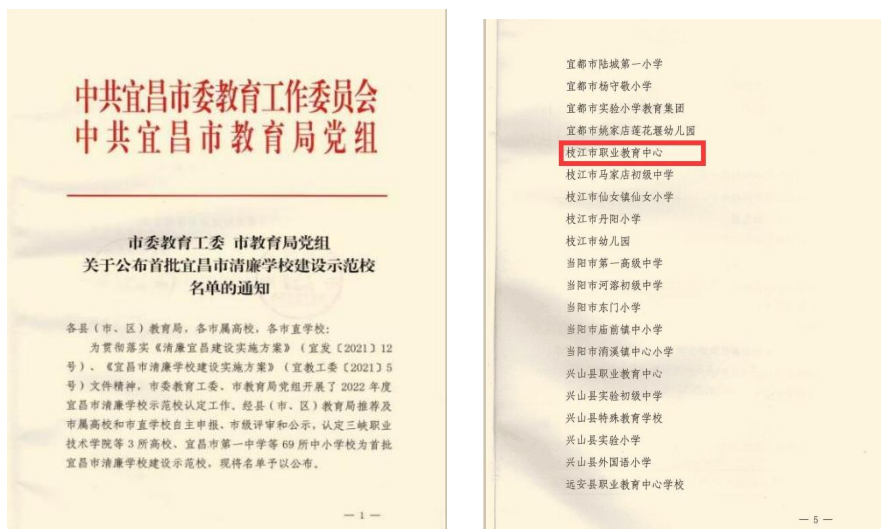 中共宜昌市委教育工作委员会
中共宜昌市教育局党组
市委教育工委 市教育局党组
关于公布首批宜昌市清廉学校建设示范校
名单的通知
各县（市、区）教育局，各市属高校，各市直学校：
为贯彻落实《清廉宜昌建设实施方案》（宜发〔2021〕12
号）、《宜昌市清廉学校建设实施方案》（宜教工委〔2021〕5
号）文件精神，市委教育工委、市教育局党组开展了 2022 年度
宜昌市清廉学校示范校认定工作。经县（市、区）教育局推荐及
市属高校和市直学校自主申报、市级评审和公示，认定三峡职业
技术学院等 3 所高校、宜昌市第一中学等 69 所中小学校为首批
宜昌市清廉学校建设示范校，现将名单予以公布。
— 1 —
宜都市陆城第一小学
宜都市杨守敬小学
宜都市实验小学教育集团
宜都市姚家店莲花堰幼儿园
枝江市职业教育中心
枝江市马家店初级中学
枝江市仙女镇仙女小学
枝江市丹阳小学
枝江市幼儿园
当阳市第一高级中学
当阳市河溶初级中学
当阳市东门小学
当阳市庙前镇中小学
当阳市淯溪镇中心小学
兴山县职业教育中心
兴山县实验初级中学
兴山县特殊教育学校
兴山县实验小学
兴山县外国语小学
远安县职业教育中心学校
— 5 —